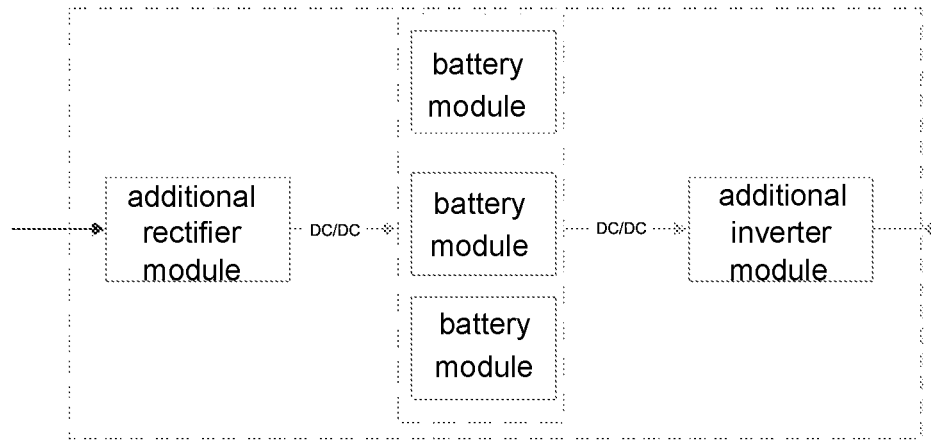 battery
module
additional
rectifier
module
DC/DC
battery
module
DC/DC
additional
inverter
module
battery
module